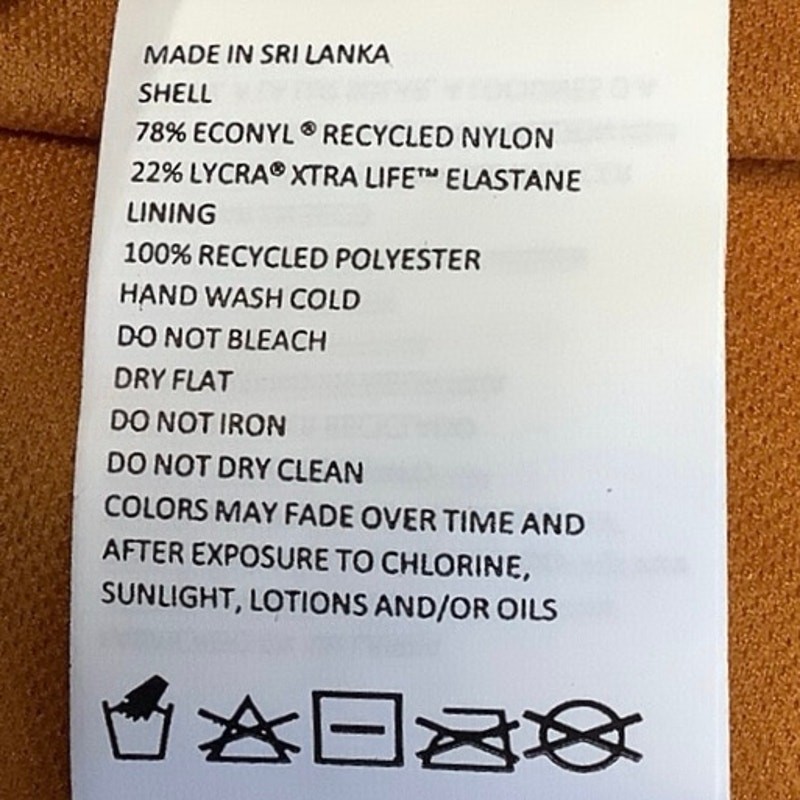 MADE IN SRI LANKA
SHELL
78% ECONYL® RECYCLED NYLON
22% LYCRA® XTRA LIFE™ ELASTANE
LINING
100% RECYCLED POLYESTER
HAND WASH COLD
DO NOT BLEACH
DRY FLAT
DO NOT IRON
DO NOT DRY CLEAN
COLORS MAY FADE OVER TIME AND
AFTER EXPOSURE TO CHLORINE,
SUNLIGHT, LOTIONS AND/OR OILS